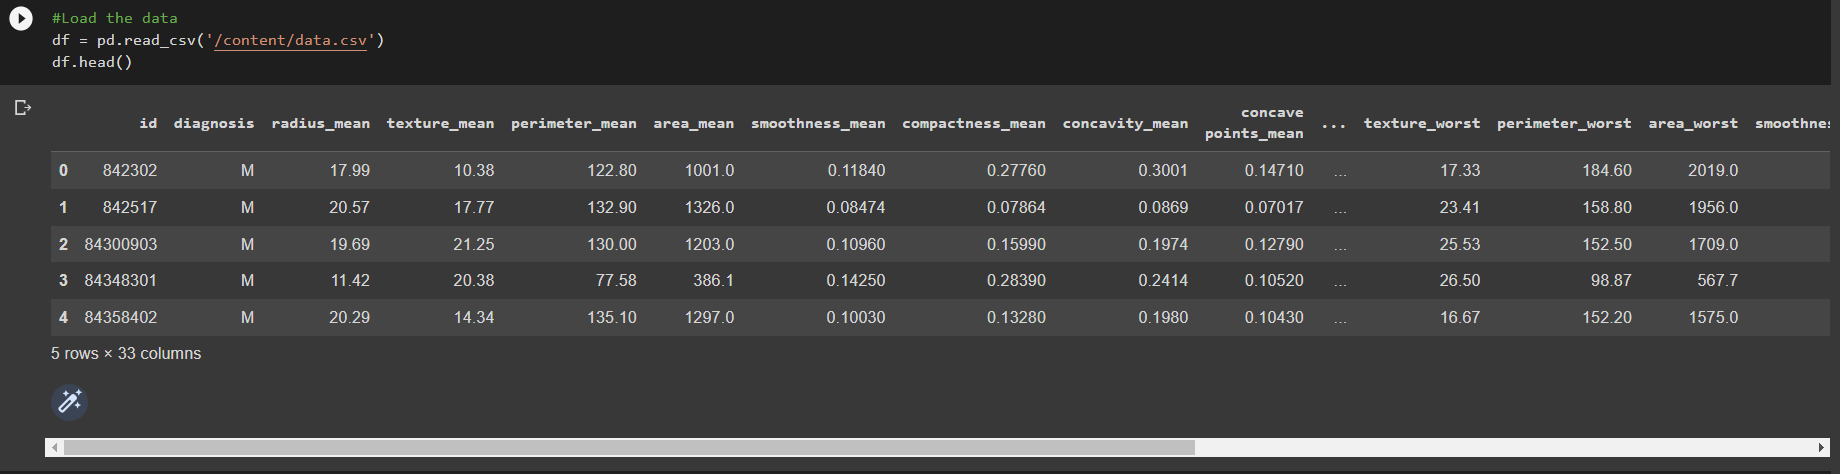 #Load the data
df = pd.read_csv('/content/data.csv')
df.head()
id diagnosis radius_mean texture_mean perimeter_mean area_mean smoothness_mean compactness_mean concavity_mean concave points_mean ... texture_worst perimeter_worst area_worst smoothnes
0 842302 M 17.99 10.38 122.80 1001.0 0.11840 0.27760 0.3001 0.14710 ... 17.33 184.60 2019.0
1 842517 M 20.57 17.77 132.90 1326.0 0.08474 0.07864 0.0869 0.07017 ... 23.41 158.80 1956.0
2 84300903 M 19.69 21.25 130.00 1203.0 0.10960 0.15990 0.1974 0.12790 ... 25.53 152.50 1709.0
3 84348301 M 11.42 20.38 77.58 386.1 0.14250 0.28390 0.2414 0.10520 ... 26.50 98.87 567.7
4 84358402 M 20.29 14.34 135.10 1297.0 0.10030 0.13280 0.1980 0.10430 ... 16.67 152.20 1575.0
5 rows × 33 columns